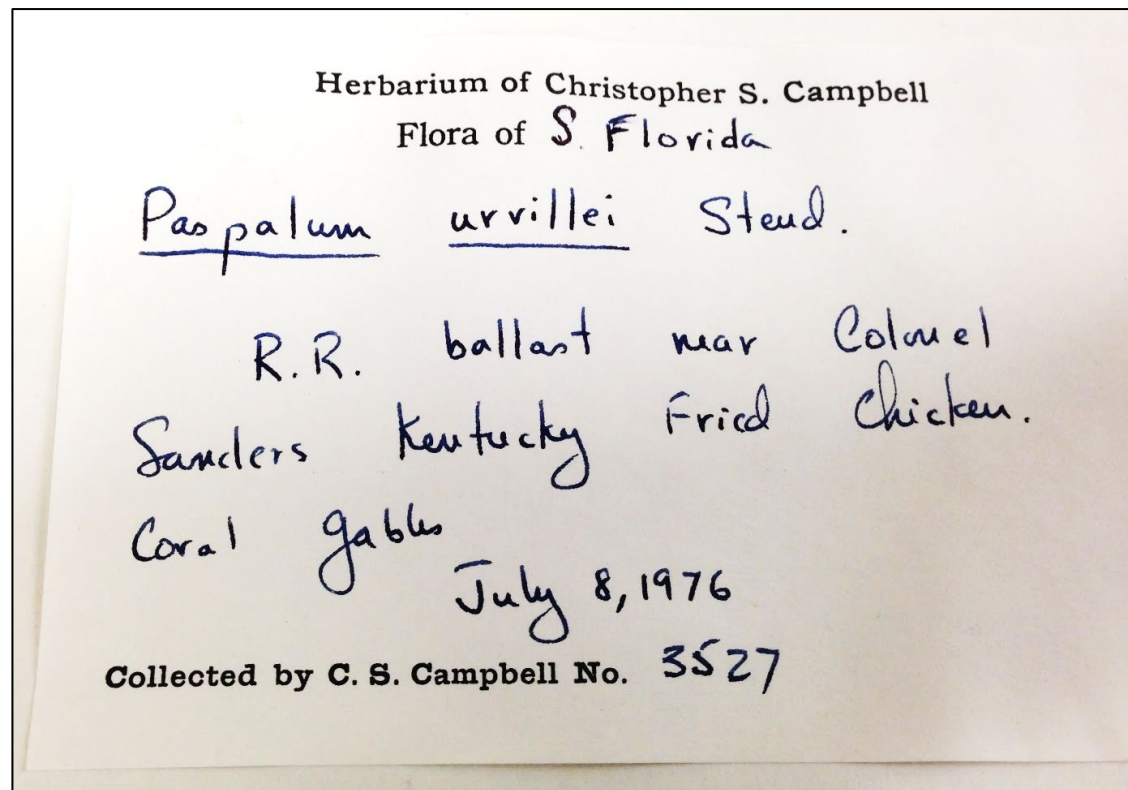 Herbarium of Christopher S. Campbell
Flora of S. Florida
Paspalum urvillei Steud.
R.R. ballast near Colonel
Sanders Kentucky Fried Chicken.
Coral Gables
July 8, 1976
Collected by C. S. Campbell No. 3527